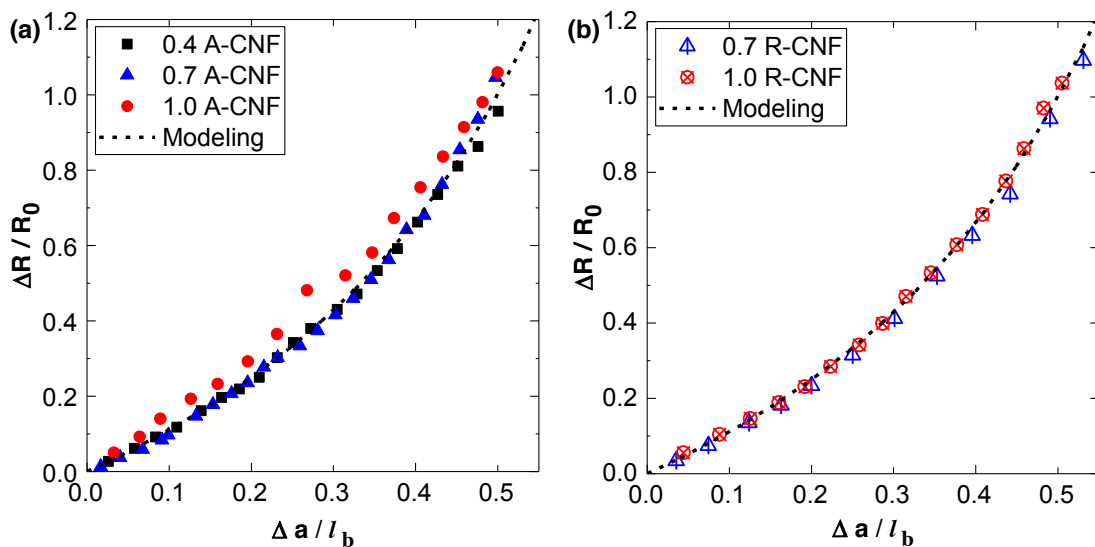 (a)
0.4 A-CNF
0.7 A-CNF
1.0 A-CNF
Modeling
1.2
1.0
0.8
0.6
0.4
0.2
0.0
ΔR / R0
0.0 0.1 0.2 0.3 0.4 0.5
Δ a / lb
(b)
0.7 R-CNF
1.0 R-CNF
Modeling
1.2
1.0
0.8
0.6
0.4
0.2
0.0
ΔR / R0
0.0 0.1 0.2 0.3 0.4 0.5
Δ a / lb